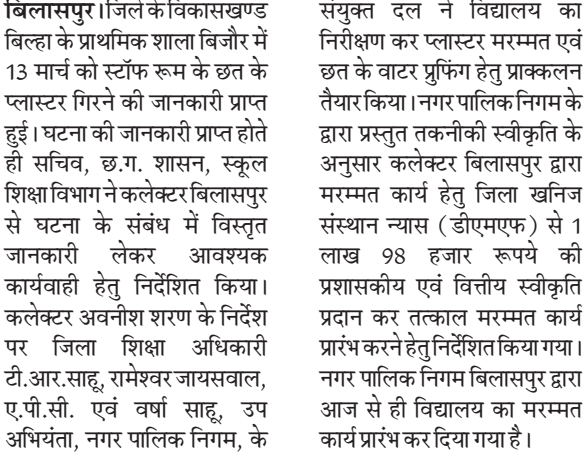 बिलासपुर।जिले के विकासखण्ड
बिल्हा के प्राथमिक शाला बिजौर में
13 मार्च को स्टॉफ रूम के छत के
प्लास्टर गिरने की जानकारी प्राप्त
हुई। घटना की जानकारी प्राप्त होते
ही सचिव, छ.ग. शासन, स्कूल
शिक्षा विभाग ने कलेक्टर बिलासपुर
से घटना के संबंध में विस्तृत
जानकारी लेकर आवश्यक
कार्यवाही हेतु निर्देशित किया।
कलेक्टर अवनीश शरण के निर्देश
पर जिला शिक्षा अधिकारी
टी.आर.साहू, रामेश्वर जायसवाल,
ए.पी.सी. एवं वर्षा साहू, उप
अभियंता, नगर पालिक निगम, के
संयुक्त दल ने विद्यालय का
निरीक्षण कर प्लास्टर मरम्मत एवं
छत के वाटर प्रुफिंग हेतु प्राक्कलन
तैयार किया। नगर पालिक निगम के
द्वारा प्रस्तुत तकनीकी स्वीकृति के
अनुसार कलेक्टर बिलासपुर द्वारा
मरम्मत कार्य हेतु जिला खनिज
संस्थान न्यास (डीएमएफ) से 1
लाख 98 हजार रूपये की
प्रशासकीय एवं वित्तीय स्वीकृति
प्रदान कर तत्काल मरम्मत कार्य
प्रारंभ करने हेतु निर्देशित किया गया।
नगर पालिक निगम बिलासपुर द्वारा
आज से ही विद्यालय का मरम्मत
कार्य प्रारंभ कर दिया गया है।